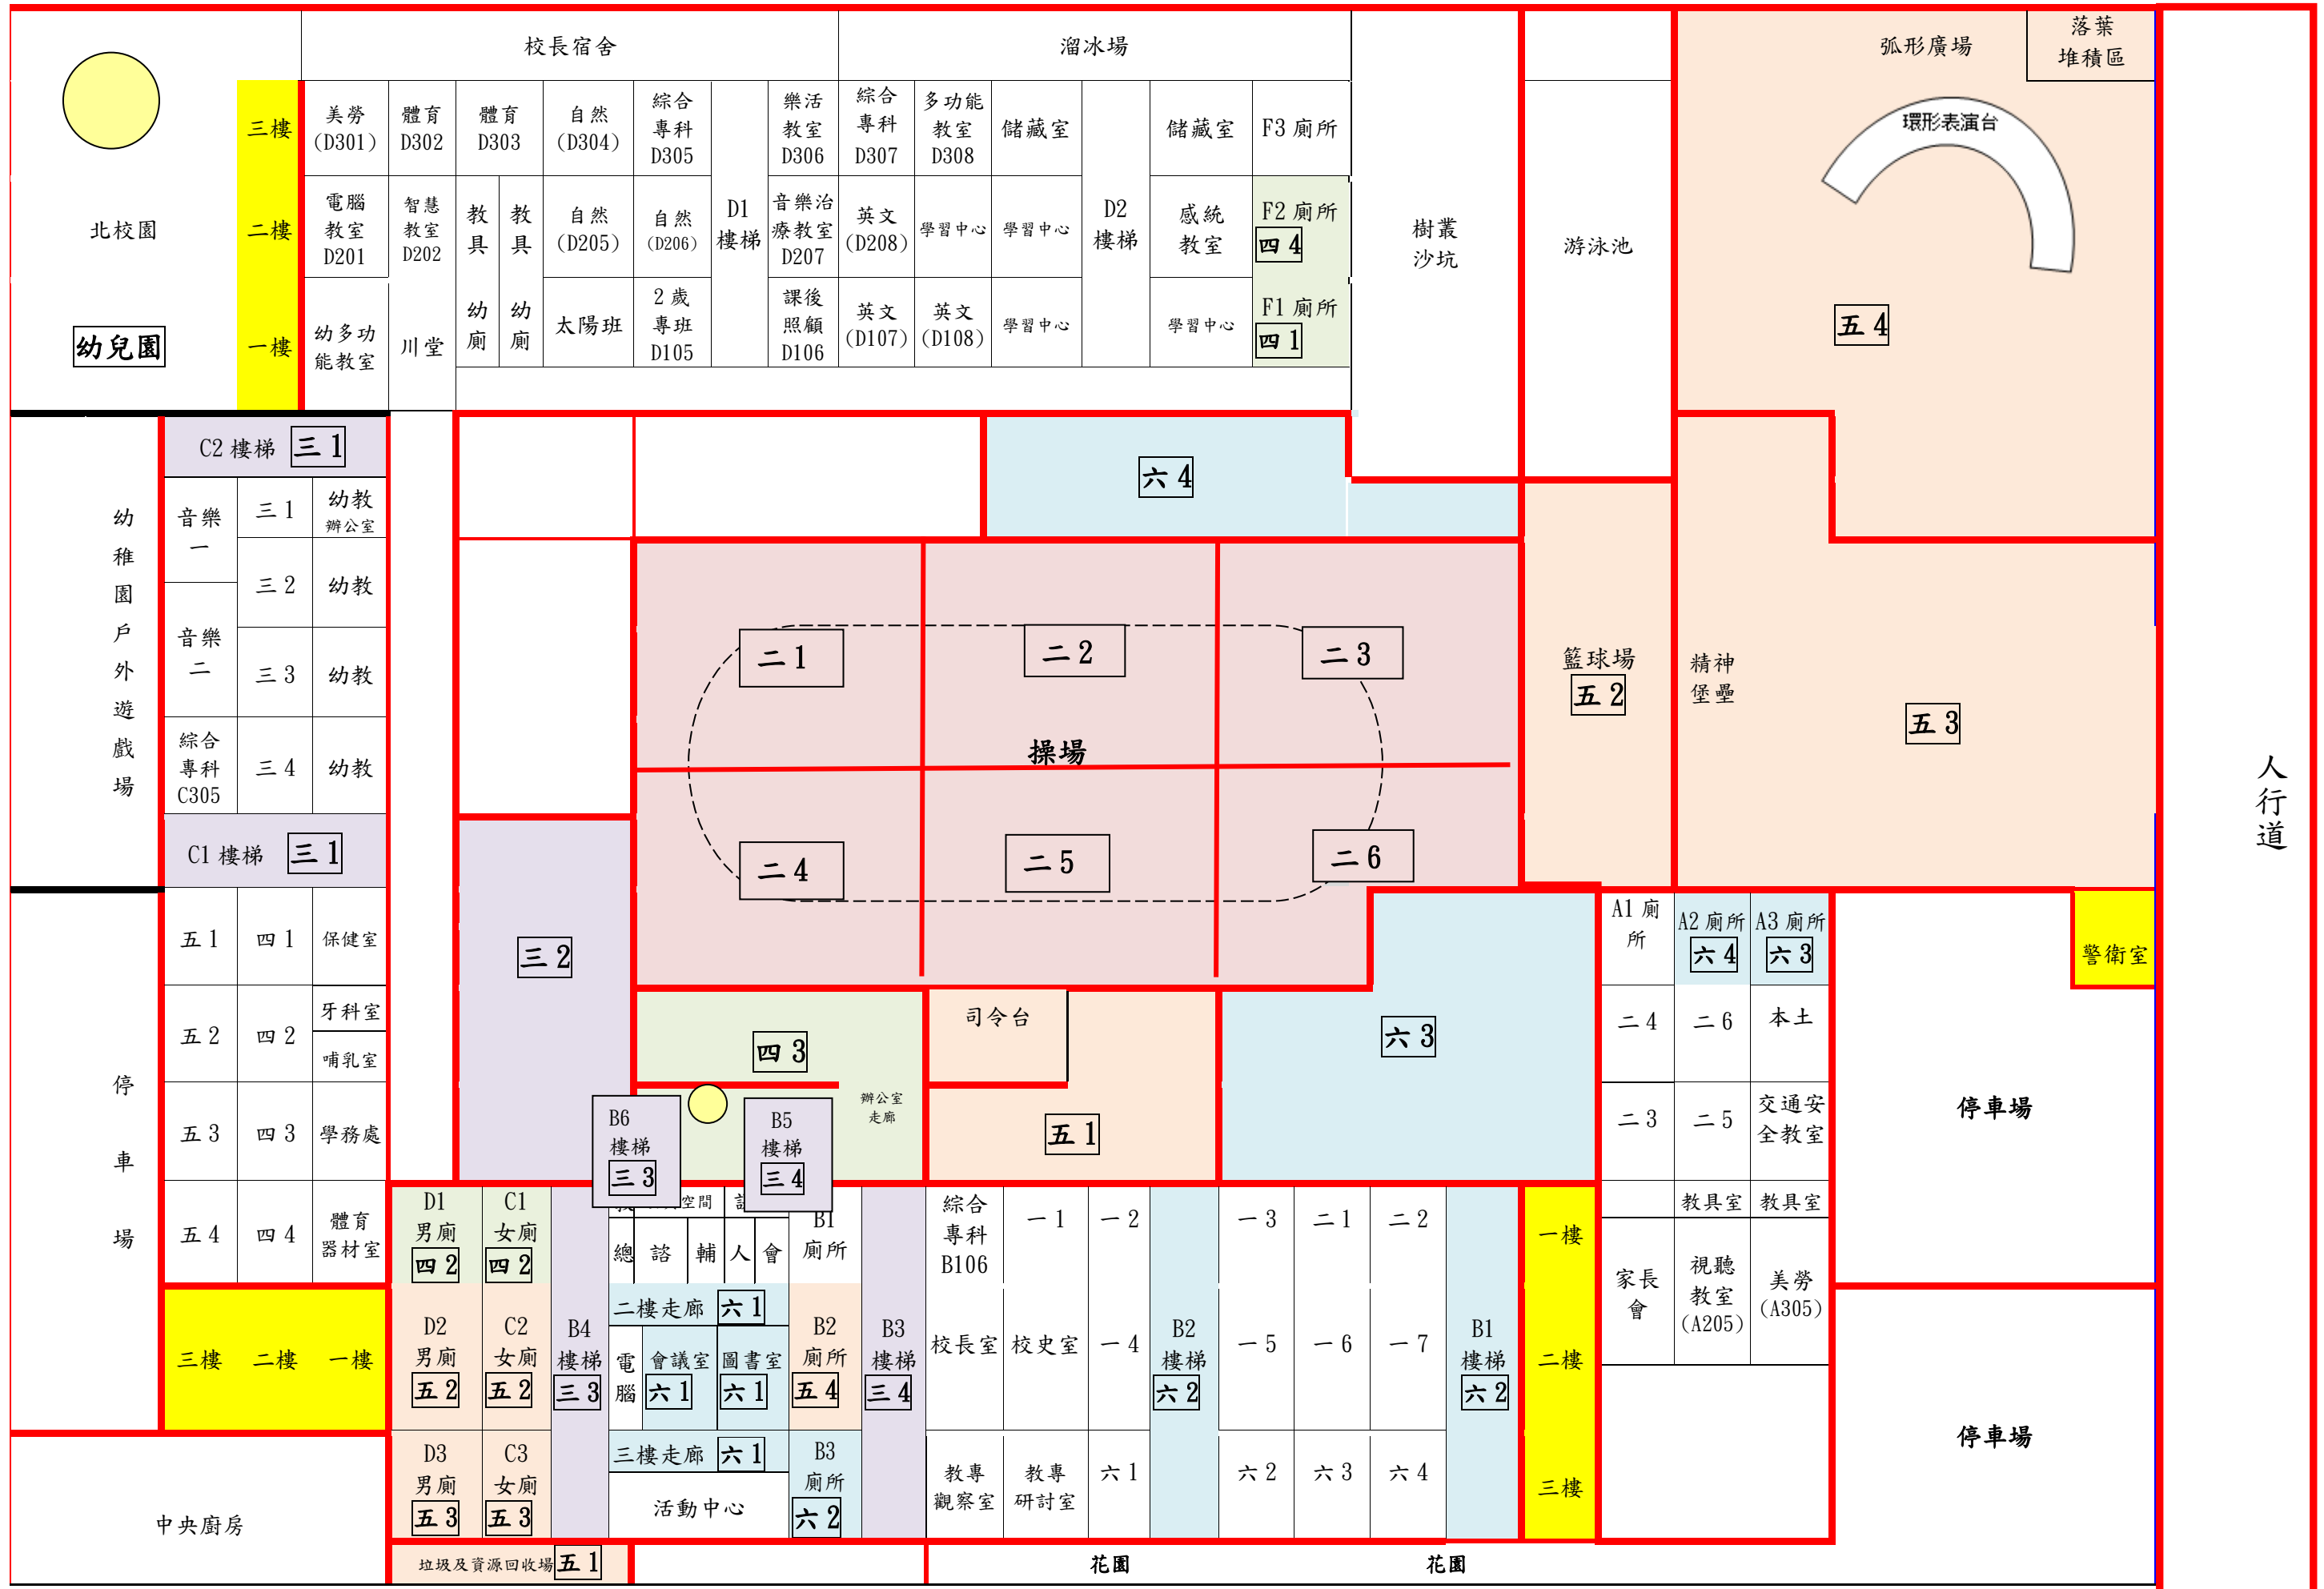 校長宿舍
溜冰場
弧形廣場
落葉
堆積區
環形表演台
三樓
美勞
(D301)
體育
D302
體育
D303
自然
(D304)
綜合
專科
D305
樂活
教室
D306
綜合
專科
D307
多功能
教室
D308
儲藏室
儲藏室
F3 廁所
北校園
二樓
電腦
教室
D201
智慧
教室
D202
教
具
教
具
自然
(D205)
自然
(D206)
D1
樓梯
音樂治
療教室
D207
英文
(D208)
學習中心
學習中心
D2
樓梯
感統
教室
F2 廁所
四 4
樹叢
沙坑
游泳池
幼兒園
一樓
幼多功
能教室
川堂
幼
廁
幼
廁
太陽班
2 歲
專班
D105
課後
照顧
D106
英文
(D107)
英文
(D108)
學習中心
學習中心
F1 廁所
四 1
五 4
C2 樓梯 三 1
六 4
幼
稚
園
戶
外
遊
戲
場
音樂
一
三 1
幼教
辦公室
三 2
幼教
音樂
二
三 3
幼教
綜合
專科
C305
三 4
幼教
C1 樓梯 三 1
二 1
二 2
二 3
操場
二 4
二 5
二 6
籃球場
五 2
精神
堡壘
五 3
人
行
道
停
車
場
五 1
四 1
保健室
五 2
四 2
牙科室
哺乳室
五 3
四 3
學務處
五 4
四 4
體育
器材室
三 2
四 3
辦公室
走廊
司令台
五 1
六 3
A1 廁
所
A2 廁所
六 4
A3 廁所
六 3
警衛室
二 4
二 6
本土
二 3
二 5
交通安
全教室
停車場
教具室
教具室
家長
會
視聽
教室
(A205)
美勞
(A305)
停車場
B6
樓梯
三 3
B5
樓梯
三 4
D1
男廁
四 2
C1
女廁
四 2
空間
總
諮
輔
人
會
B1
廁所
綜合
專科
B106
一 1
一 2
一 3
二 1
二 2
一樓
三樓
二樓
一樓
D2
男廁
五 2
C2
女廁
五 2
B4
樓梯
三 3
二樓走廊 六 1
電
腦
會議室
六 1
圖書室
六 1
B2
廁所
五 4
B3
樓梯
三 4
校長室
校史室
一 4
B2
樓梯
六 2
一 5
一 6
一 7
B1
樓梯
六 2
二樓
中央廚房
D3
男廁
五 3
C3
女廁
五 3
三樓走廊 六 1
活動中心
B3
廁所
六 2
教專
觀察室
教專
研討室
六 1
六 2
六 3
六 4
三樓
垃圾及資源回收場 五 1
花園
花園